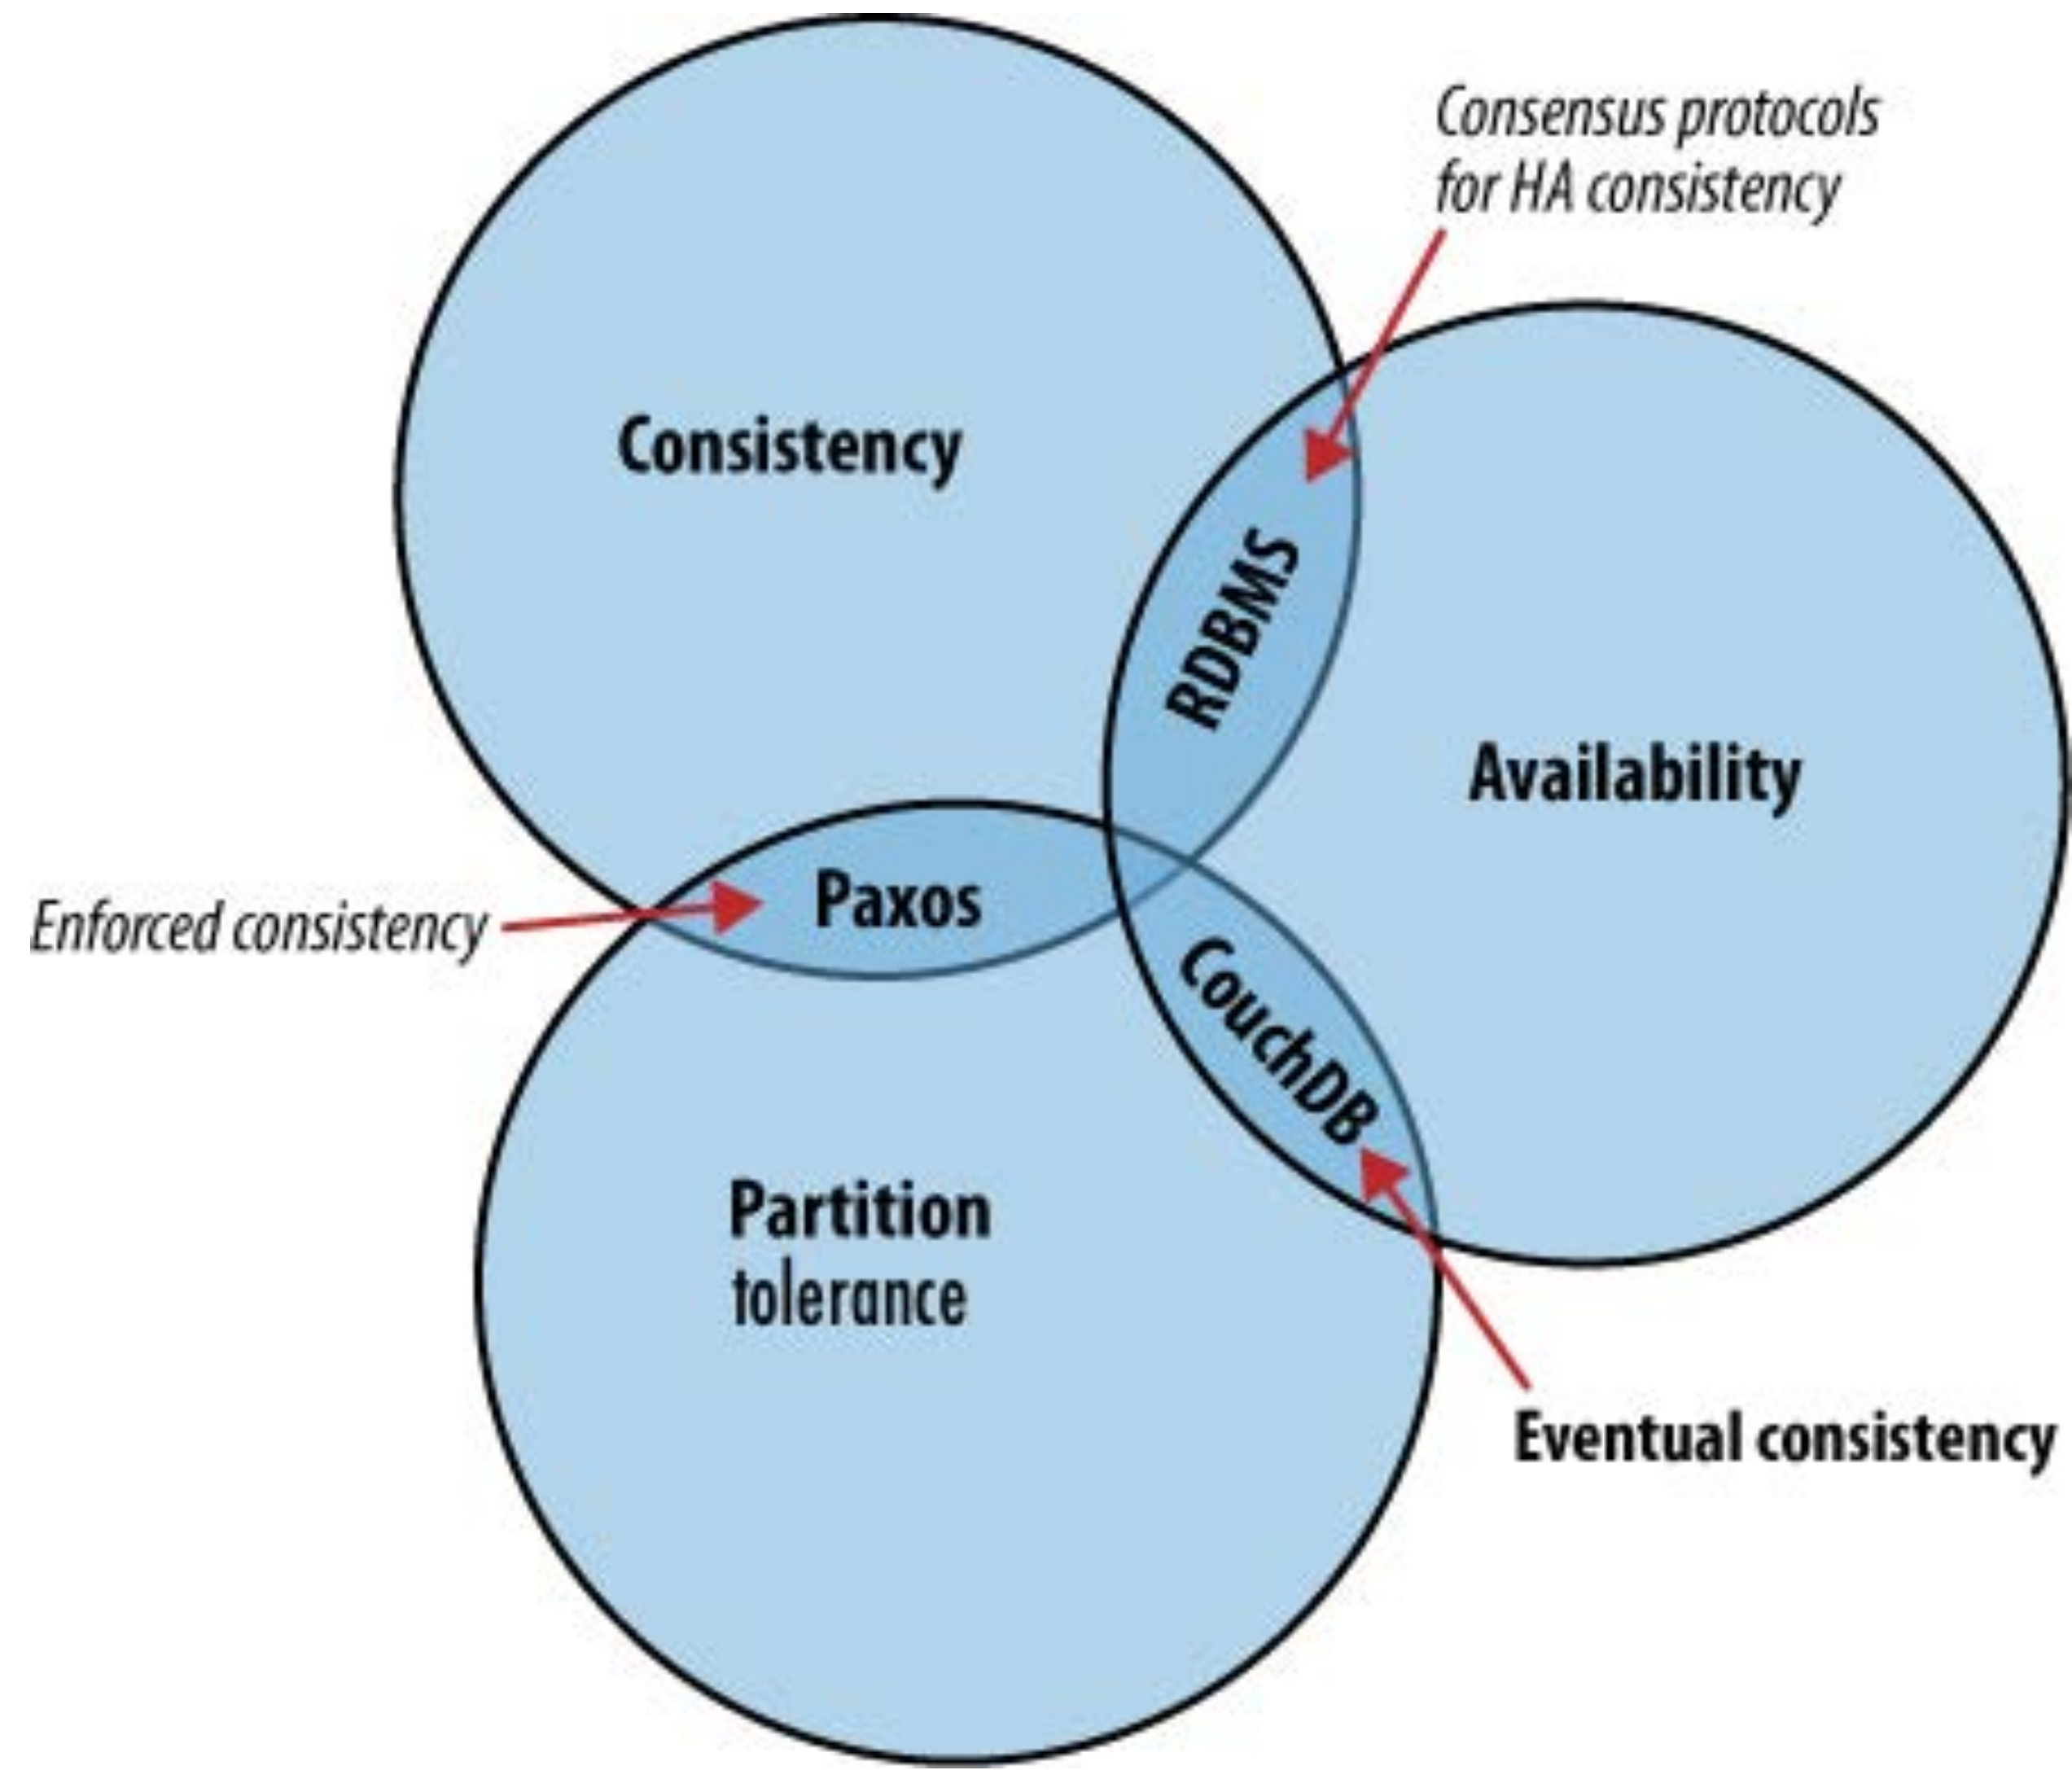 Consensus protocols
for HA consistency
Consistency
RDBMS
Availability
Paxos
Enforced consistency
CouchDB
Partition
tolerance
Eventual consistency